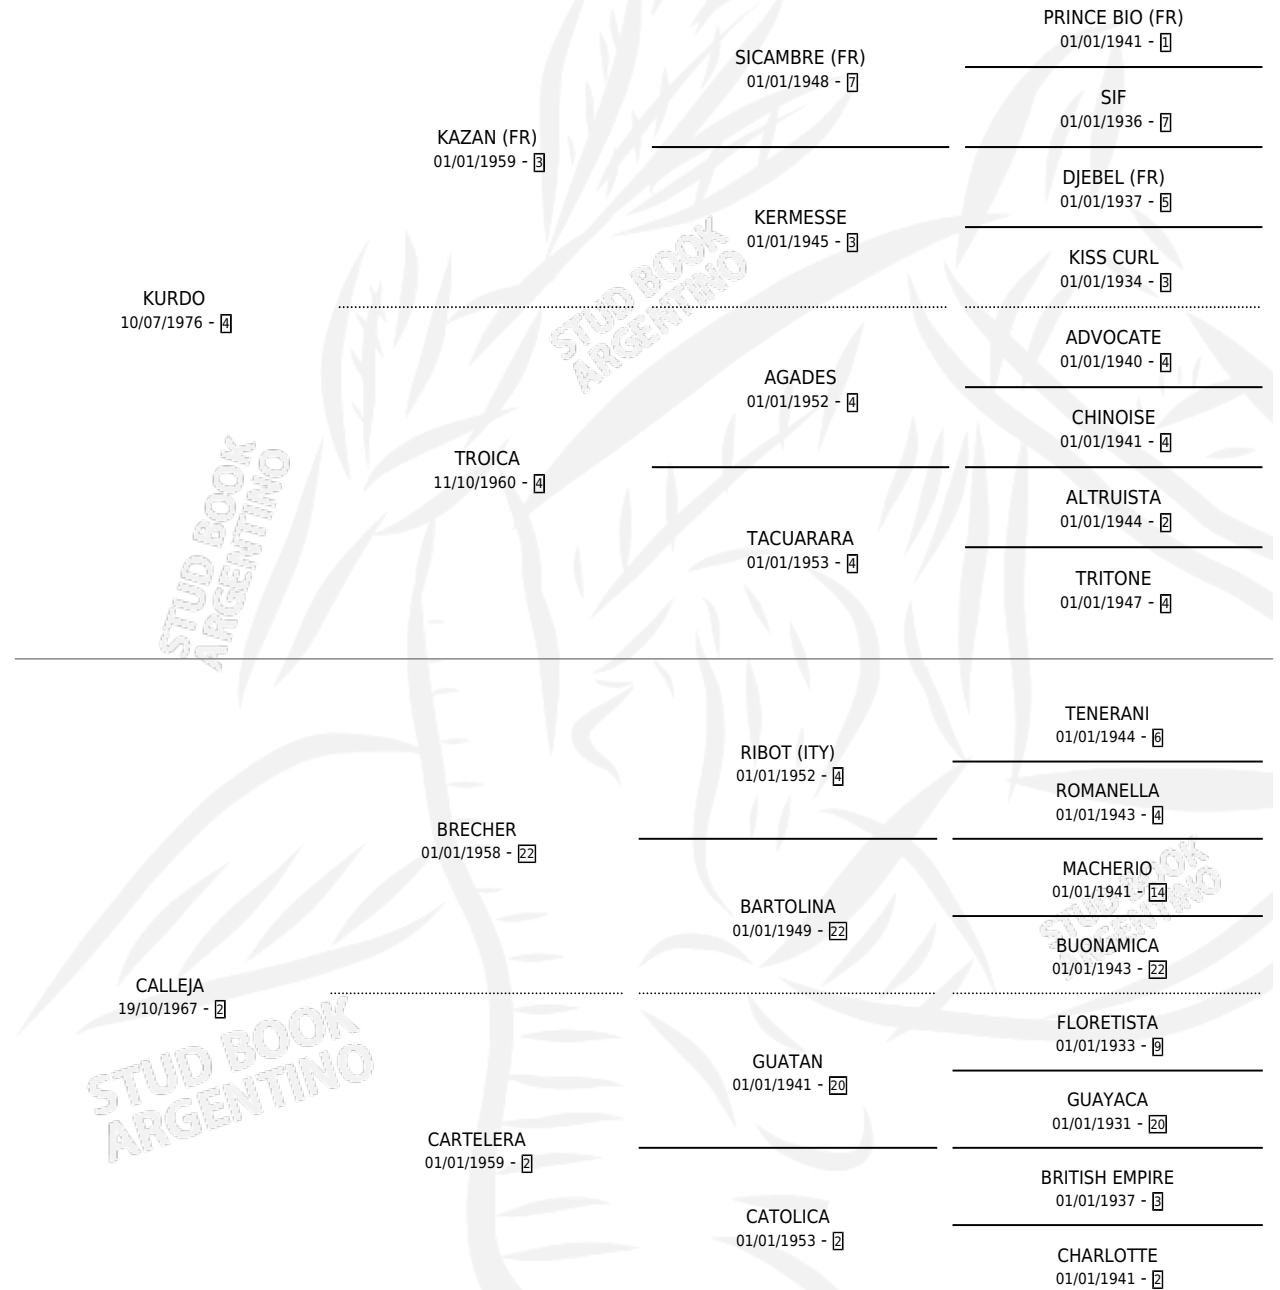 PRINCE BIO (FR)
01/01/1941 - 1
SICAMBRE (FR)
01/01/1948 - 7
SIF
01/01/1936 - 7
KAZAN (FR)
01/01/1959 - 3
DJEBEL (FR)
01/01/1937 - 5
KERMESSE
01/01/1945 - 3
KISS CURL
01/01/1934 - 3
KURDO
10/07/1976 - 4
ADVOCATE
01/01/1940 - 4
AGADES
01/01/1952 - 4
CHINOISE
01/01/1941 - 4
TROICA
11/10/1960 - 4
ALTRUISTA
01/01/1944 - 2
TACUARARA
01/01/1953 - 4
TRITONE
01/01/1947 - 4
STUD BOOK
ARGENTINO
STUD BOOK
ARGENTINO
TENERANI
01/01/1944 - 6
RIBOT (ITY)
01/01/1952 - 4
ROMANELLA
01/01/1943 - 4
BRECHER
01/01/1958 - 22
MACHERIO
01/01/1941 - 14
BARTOLINA
01/01/1949 - 22
BUONAMICA
01/01/1943 - 22
STUD BOOK
ARGENTINO
CALLEJA
19/10/1967 - 2
FLORETISTA
01/01/1933 - 9
GUATAN
01/01/1941 - 20
GUAYACA
01/01/1931 - 20
CARTELERA
01/01/1959 - 2
BRITISH EMPIRE
01/01/1937 - 3
CATOLICA
01/01/1953 - 2
CHARLOTTE
01/01/1941 - 2
STUD BOOK
ARGENTINO